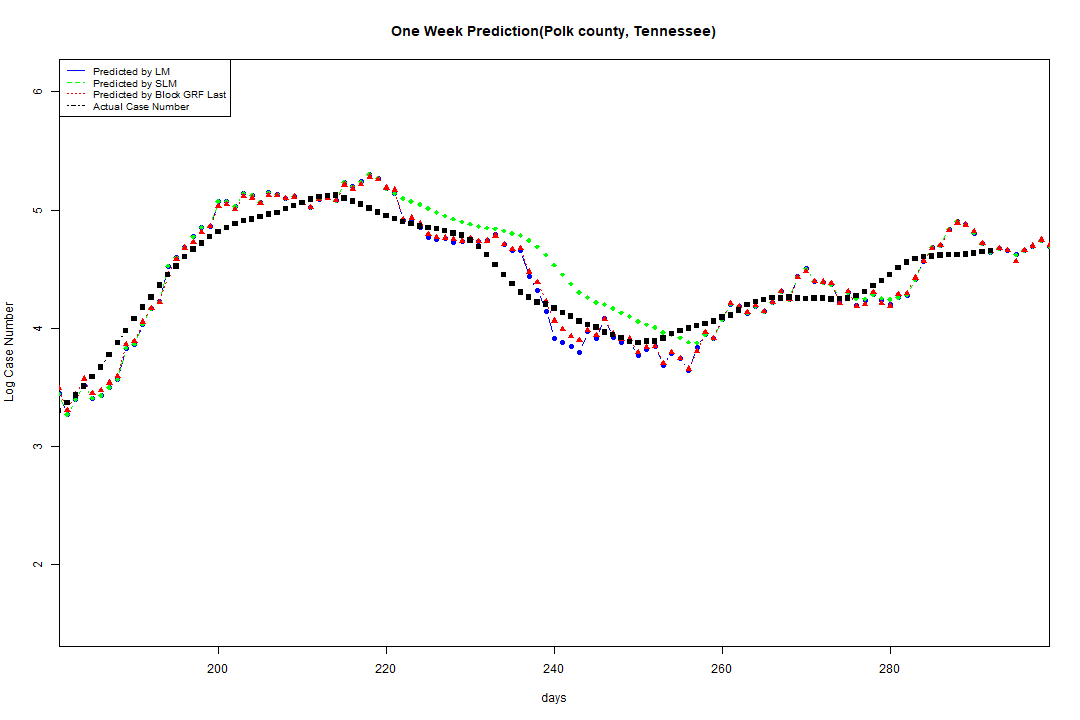 One Week Prediction(Polk county, Tennessee)
Predicted by LM
Predicted by SLM
Predicted by Block GRF Last
Actual Case Number
6
5
4
3
2
Log Case Number
200 220 240 260 280
days